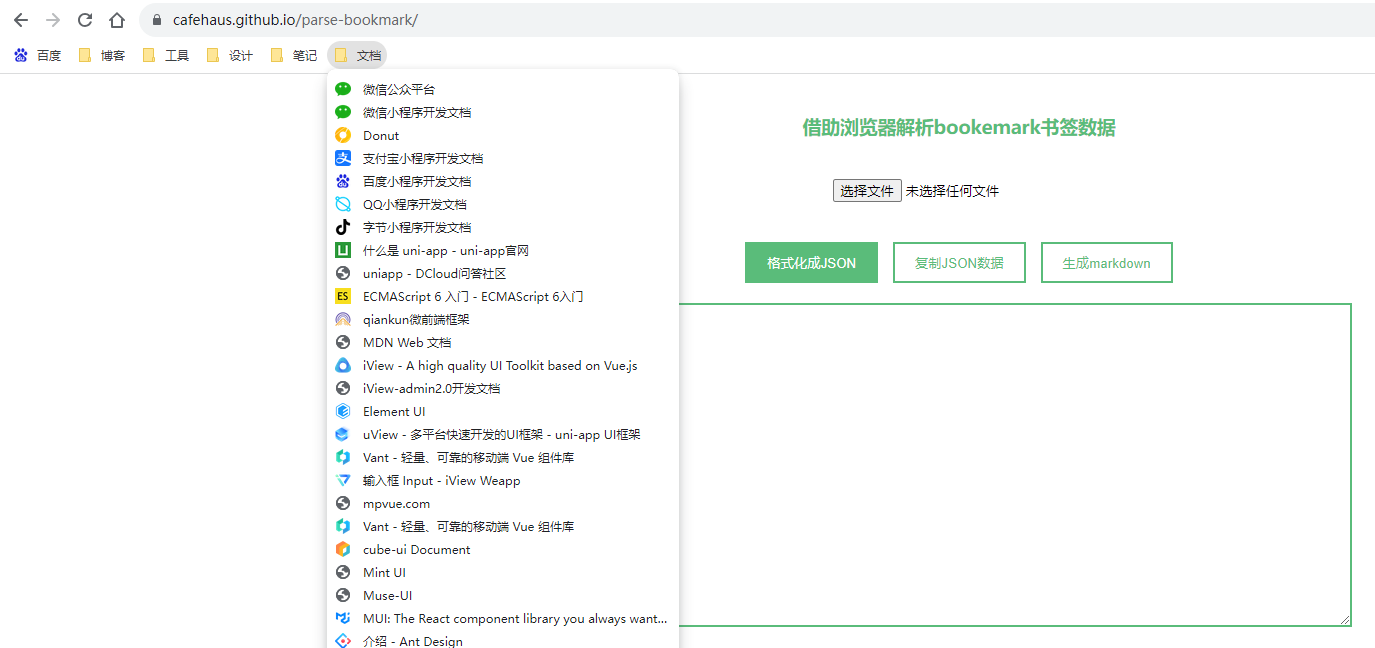 cafehaus.github.io/parse-bookmark/
百度 博客 工具 设计 笔记 文档
微信公众平台
微信小程序开发文档
Donut
支付宝小程序开发文档
百度小程序开发文档
QQ小程序开发文档
字节小程序开发文档
什么是 uni-app - uni-app官网
uniapp - DCloud问答社区
ES ECMAScript 6 入门 - ECMAScript 6入门
qiankun微前端框架
MDN Web 文档
iView - A high quality UI Toolkit based on Vue.js
iView-admin2.0开发文档
Element UI
uView - 多平台快速开发的UI框架 - uni-app UI框架
Vant - 轻量、可靠的移动端 Vue 组件库
输入框 Input - iView Weapp
mpvue.com
Vant - 轻量、可靠的移动端 Vue 组件库
cube-ui Document
Mint UI
Muse-UI
MUI: The React component library you always want...
介绍 - Ant Design
借助浏览器解析bookemark书签数据
选择文件 未选择任何文件
格式化成JSON 复制JSON数据 生成markdown